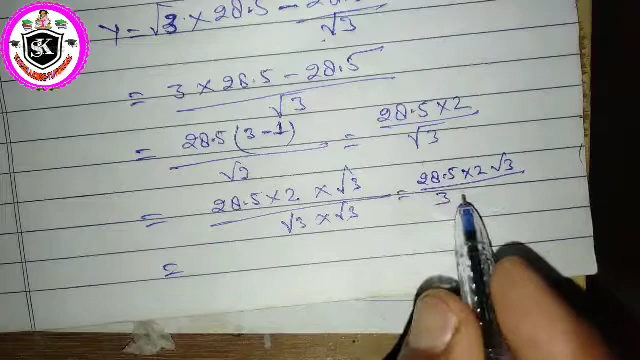 Y = √3 × 28.5 - 28.5/√3
= 3 × 28.5 - 28.5/√3
= 28.5(3-1)/√3 = 28.5×2/√3
= 28.5×2 × √3/√3 × √3 = 28.5×2√3/3
=
SK